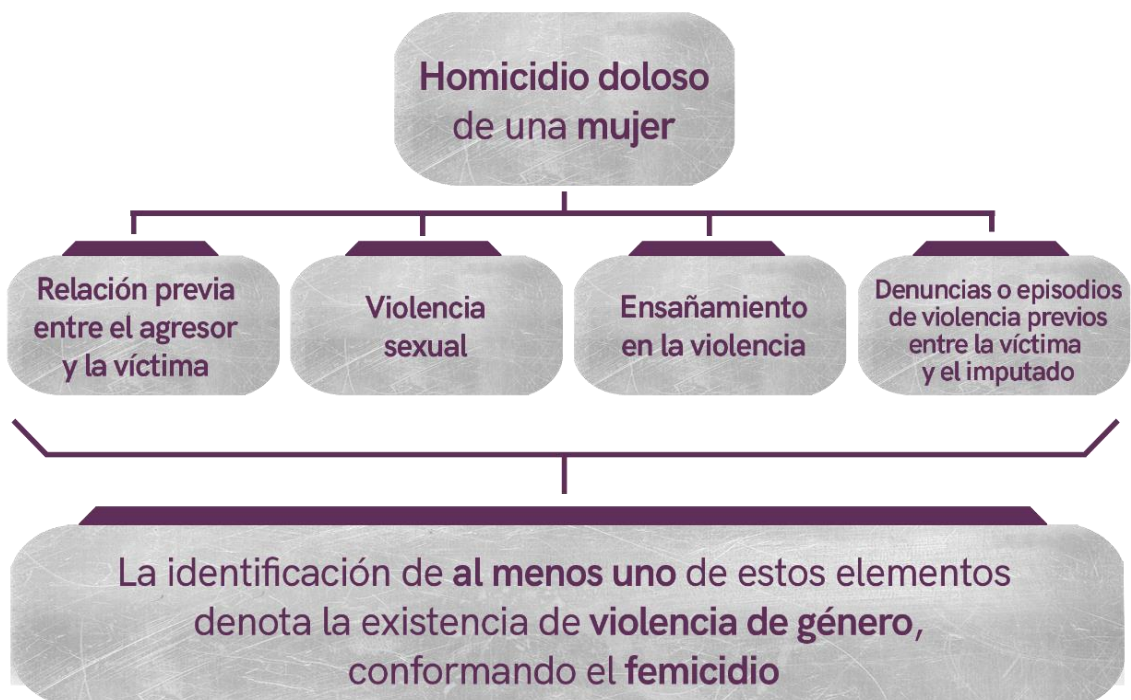 Homicidio doloso
de una mujer
Relación previa
entre el agresor
y la víctima
Violencia
sexual
Ensañamiento
en la violencia
Denuncias o episodios
de violencia previos
entre la víctima
y el imputado
La identificación de al menos uno de estos elementos
denota la existencia de violencia de género,
conformando el femicidio